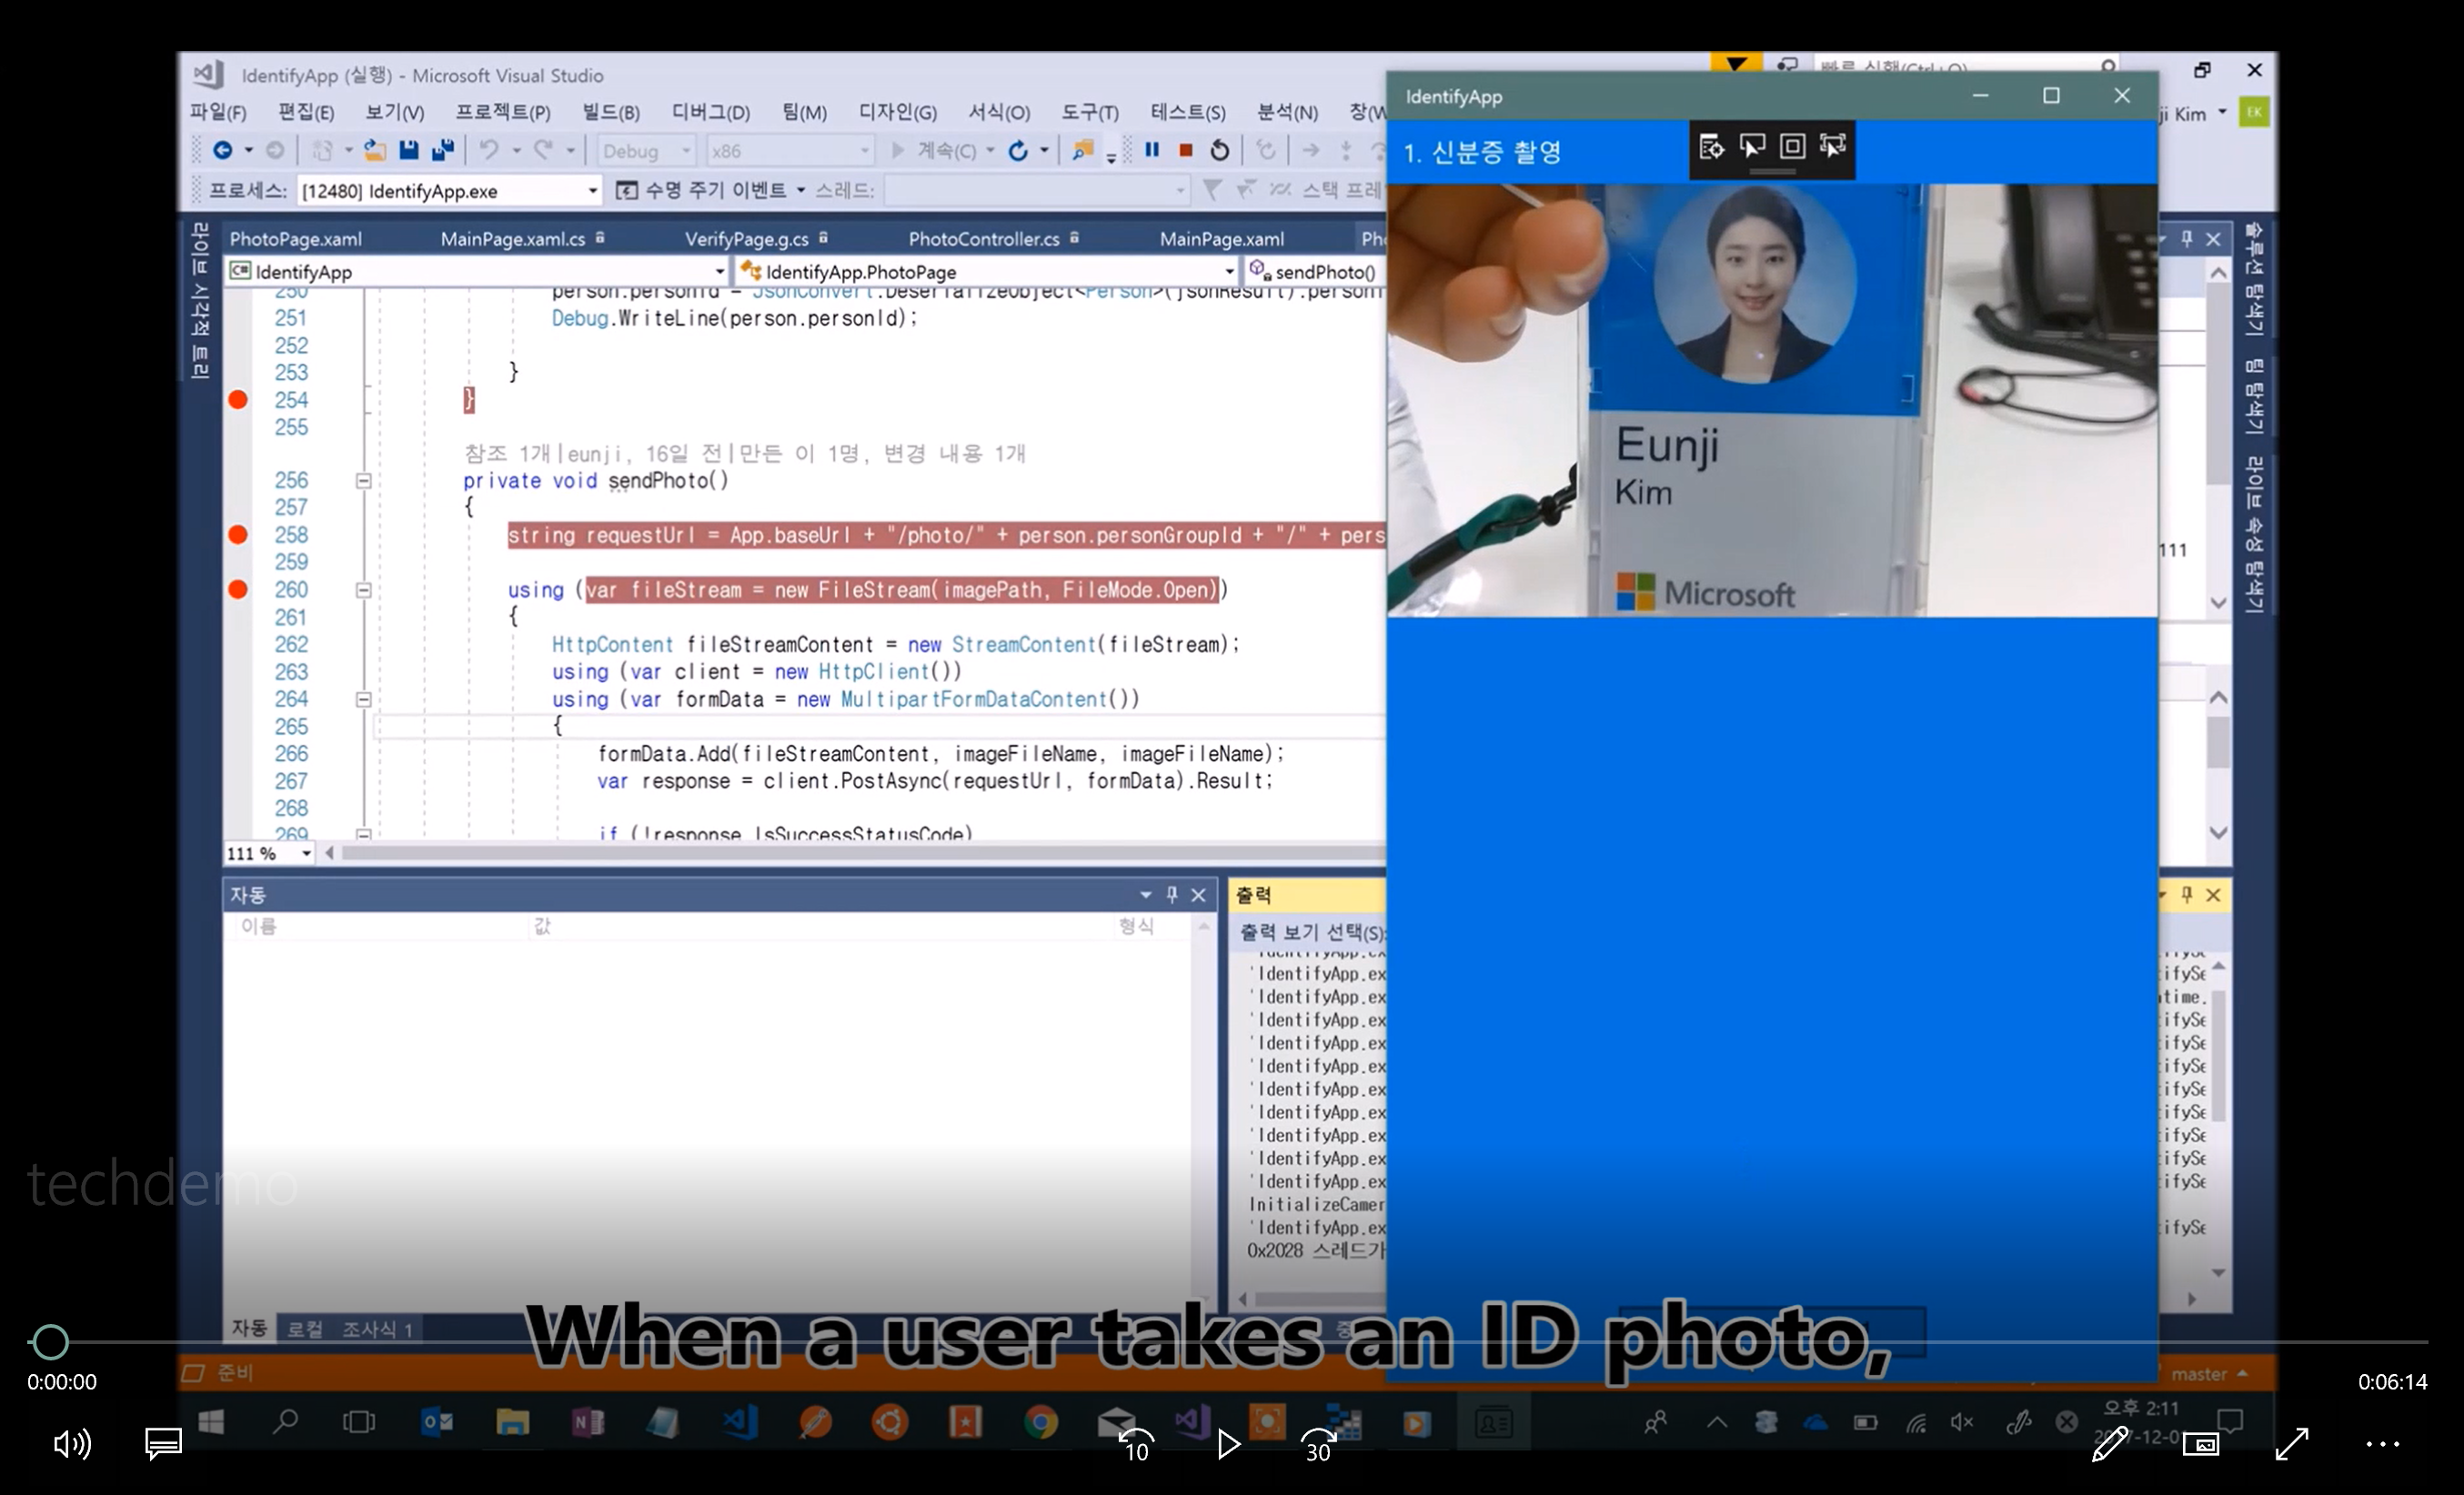 IdentifyApp (실행) - Microsoft Visual Studio
빠른 실행(Ctrl+Q)
파일(F) 편집(E) 보기(V) 프로젝트(P) 빌드(B) 디버그(D) 팀(M) 디자인(G) 서식(O) 도구(T) 테스트(S) 분석(N)
ji Kim EK
Debug x86 계속(C)
프로세스: [12480] IdentifyApp.exe 수명 주기 이벤트 스레드: 스택 프레
라이브 시각적 트리
PhotoPage.xaml MainPage.xaml.cs VerifyPage.g.cs PhotoController.cs MainPage.xaml
IdentifyApp IdentifyApp.PhotoPage sendPhoto()
250 person.personId = JsonConvert.DeserializeObject<Person>(jsonResult).person
251 Debug.WriteLine(person.personId);
252
253 }
254 }
255
참조 1개|eunji, 16일 전|만든 이 1명, 변경 내용 1개
256 private void sendPhoto()
257 {
258 string requestUrl = App.baseUrl + "/photo/" + person.personGroupId + "/" + pers
259
260 using (var fileStream = new FileStream(imagePath, FileMode.Open))
261 {
262 HttpContent fileStreamContent = new StreamContent(fileStream);
263 using (var client = new HttpClient())
264 using (var formData = new MultipartFormDataContent())
265 {
266 formData.Add(fileStreamContent, imageFileName, imageFileName);
267 var response = client.PostAsync(requestUrl, formData).Result;
268
269 if (!response.IsSuccessStatusCode)
111 %
IdentifyApp
1. 신분증 촬영
Eunji
Kim
Microsoft
솔루션 탐색기 팀 탐색기 라이브 속성 탐색기
111
자동
이름 값 형식
출력
출력 보기 선택(S):
'IdentifyApp.ex
'IdentifyApp.ex ifySe
'IdentifyApp.ex time.
'IdentifyApp.ex ifySe
'IdentifyApp.ex ifySe
'IdentifyApp.ex ifySe
'IdentifyApp.ex ifySe
'IdentifyApp.ex ifySe
'IdentifyApp.ex ifySe
'IdentifyApp.ex ifySe
'IdentifyApp.ex ifySe
InitializeCamer
'IdentifyApp.ex ifySe
0x2028 스레드가
techdemo
자동 로컬 조사식 1
When a user takes an ID photo,
준비
master
0:00:00
0:06:14
오후 2:11
10
30